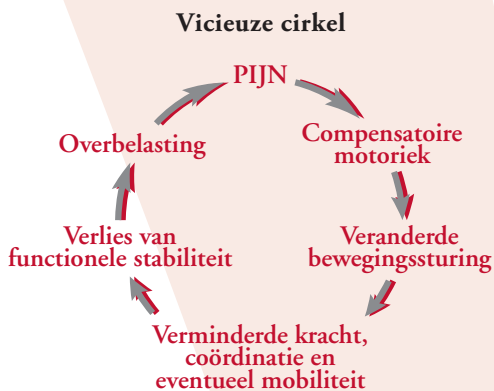 Vicieuze cirkel
PIJN
Compensatoire
motoriek
Veranderde
bewegingssturing
Verminderde kracht,
coördinatie en
eventueel mobiliteit
Verlies van
functionele stabiliteit
Overbelasting